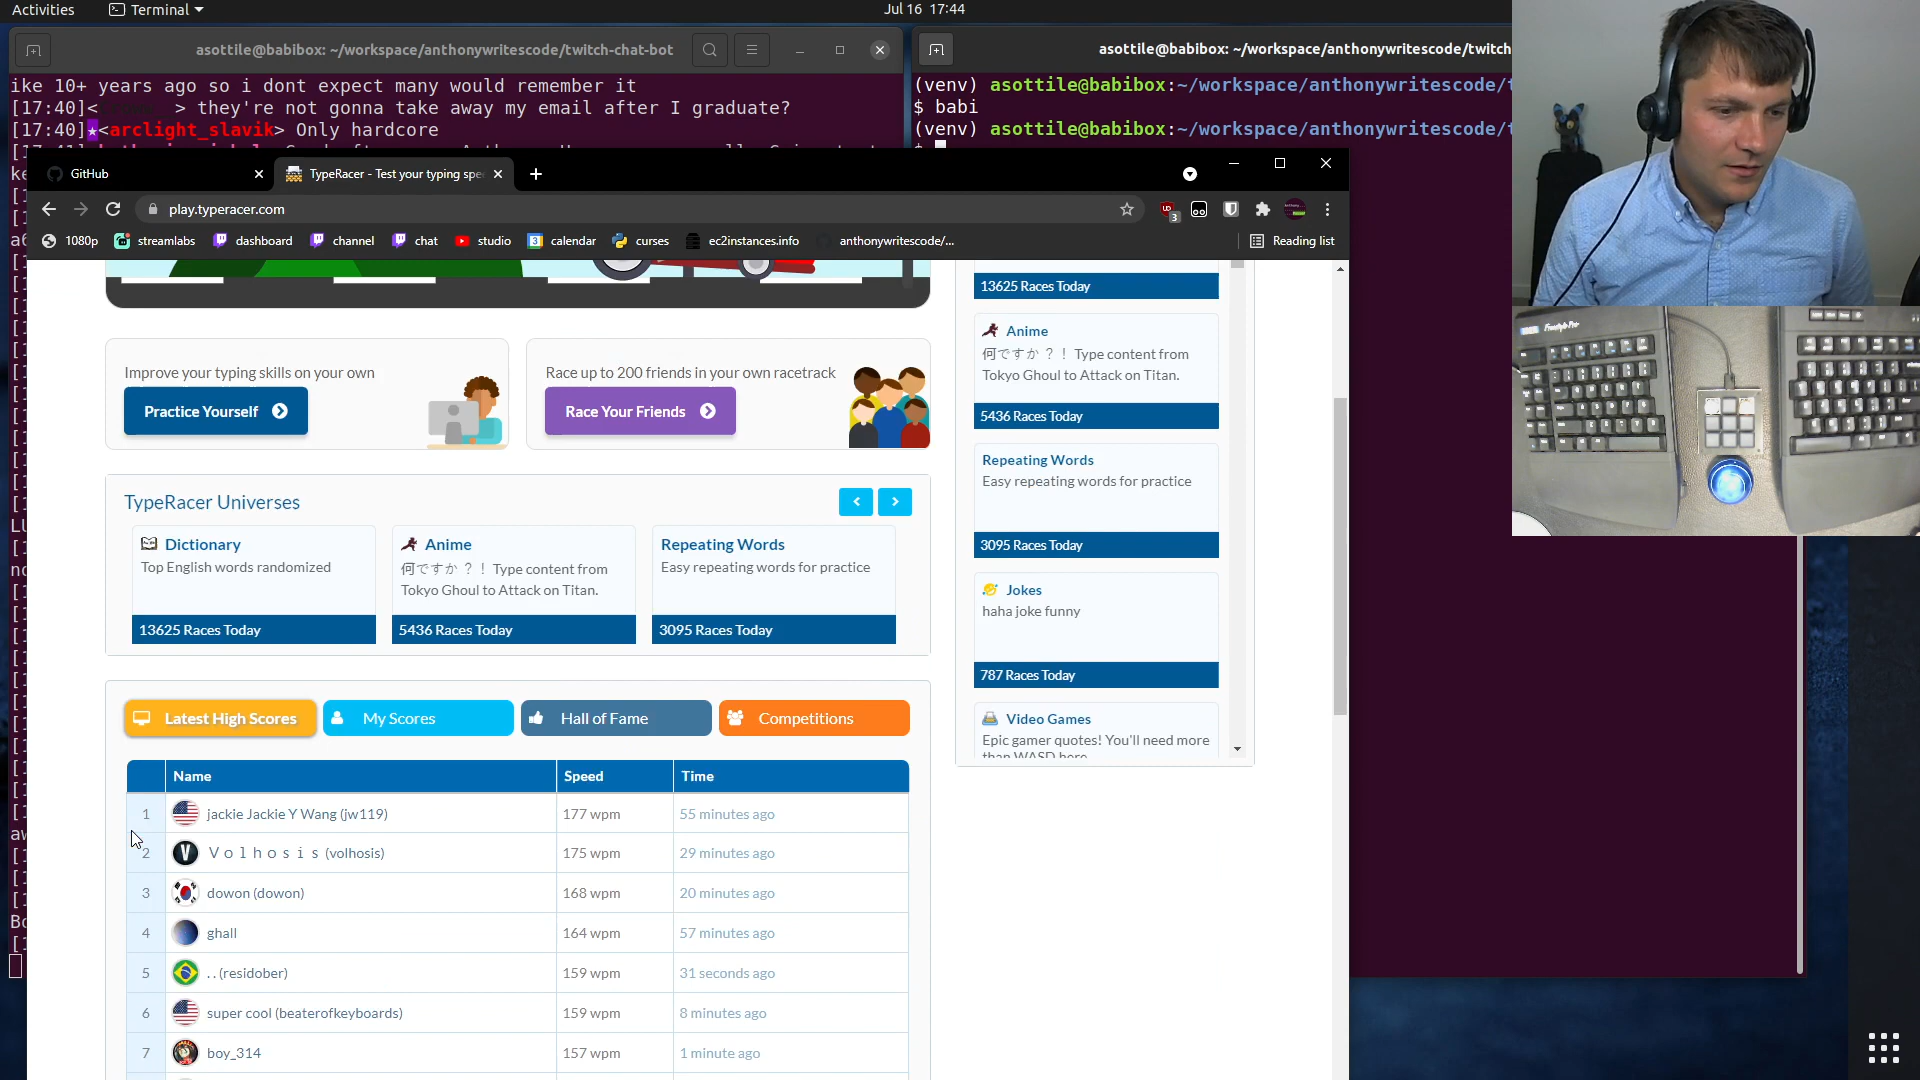 Activities
Terminal
Jul 16 17:44
asottile@babibox: ~/workspace/anthonywritescode/twitch-chat-bot
asottile@babibox: ~/workspace/anthonywritescode/twitch
ike 10+ years ago so i dont expect many would remember it
[17:40]< > they're not gonna take away my email after I graduate?
[17:40]★<arclight_slavik> Only hardcore
(venv) asottile@babibox:~/workspace/anthonywritescode/t
$ babi
(venv) asottile@babibox:~/workspace/anthonywritescode/t
$
GitHub
TypeRacer - Test your typing spe
play.typeracer.com
3
1080p
streamlabs
dashboard
channel
chat
studio
calendar
curses
ec2instances.info
anthonywritescode/...
Reading list
Improve your typing skills on your own
Practice Yourself
Race up to 200 friends in your own racetrack
Race Your Friends
TypeRacer Universes
Dictionary
Top English words randomized
13625 Races Today
Anime
何ですか？！ Type content from
Tokyo Ghoul to Attack on Titan.
5436 Races Today
Repeating Words
Easy repeating words for practice
3095 Races Today
13625 Races Today
Anime
何ですか？！ Type content from
Tokyo Ghoul to Attack on Titan.
5436 Races Today
Repeating Words
Easy repeating words for practice
3095 Races Today
Jokes
haha joke funny
787 Races Today
Video Games
Epic gamer quotes! You'll need more
than WASD here
Latest High Scores
My Scores
Hall of Fame
Competitions
Name Speed Time
1 jackie Jackie Y Wang (jw119) 177 wpm 55 minutes ago
2 Ｖｏｌｈｏｓｉｓ (volhosis) 175 wpm 29 minutes ago
3 dowon (dowon) 168 wpm 20 minutes ago
4 ghall 164 wpm 57 minutes ago
5 . . (residober) 159 wpm 31 seconds ago
6 super cool (beaterofkeyboards) 159 wpm 8 minutes ago
7 boy_314 157 wpm 1 minute ago
Freestyle Pro